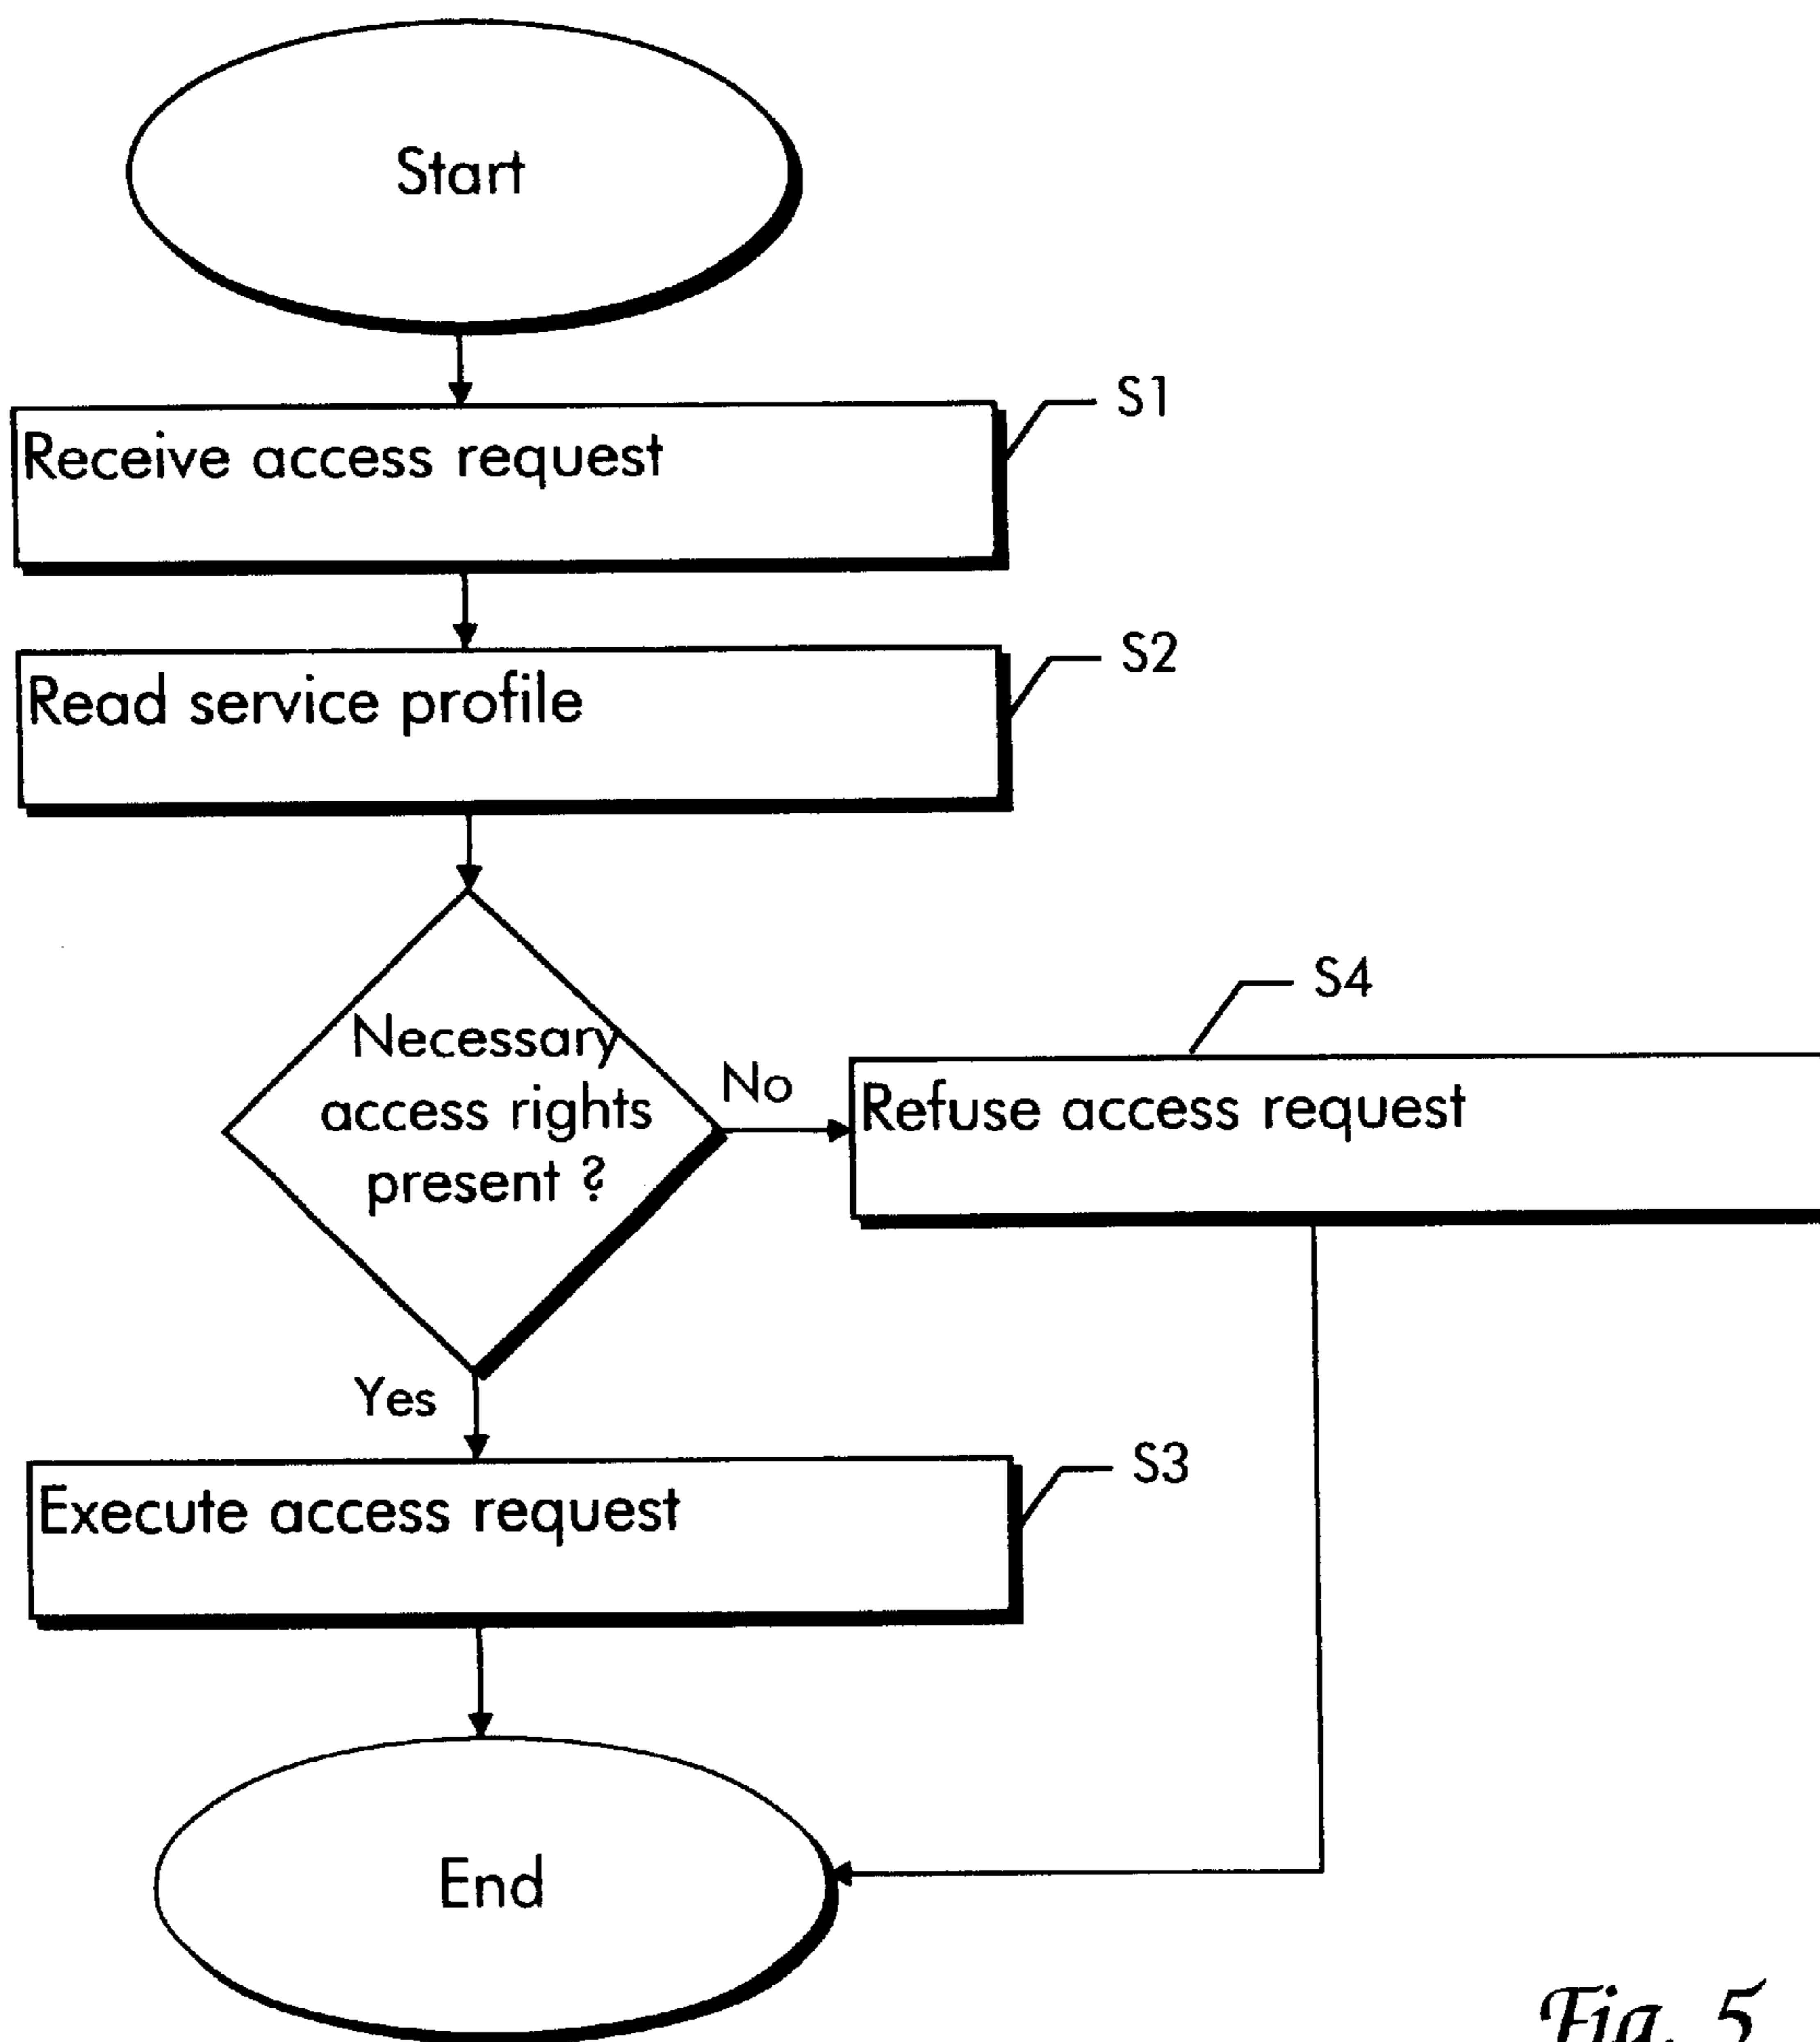 Start
S1
Receive access request
S2
Read service profile
S4
Necessary
access rights
present ?
No
Refuse access request
Yes
S3
Execute access request
End
Fig. 5